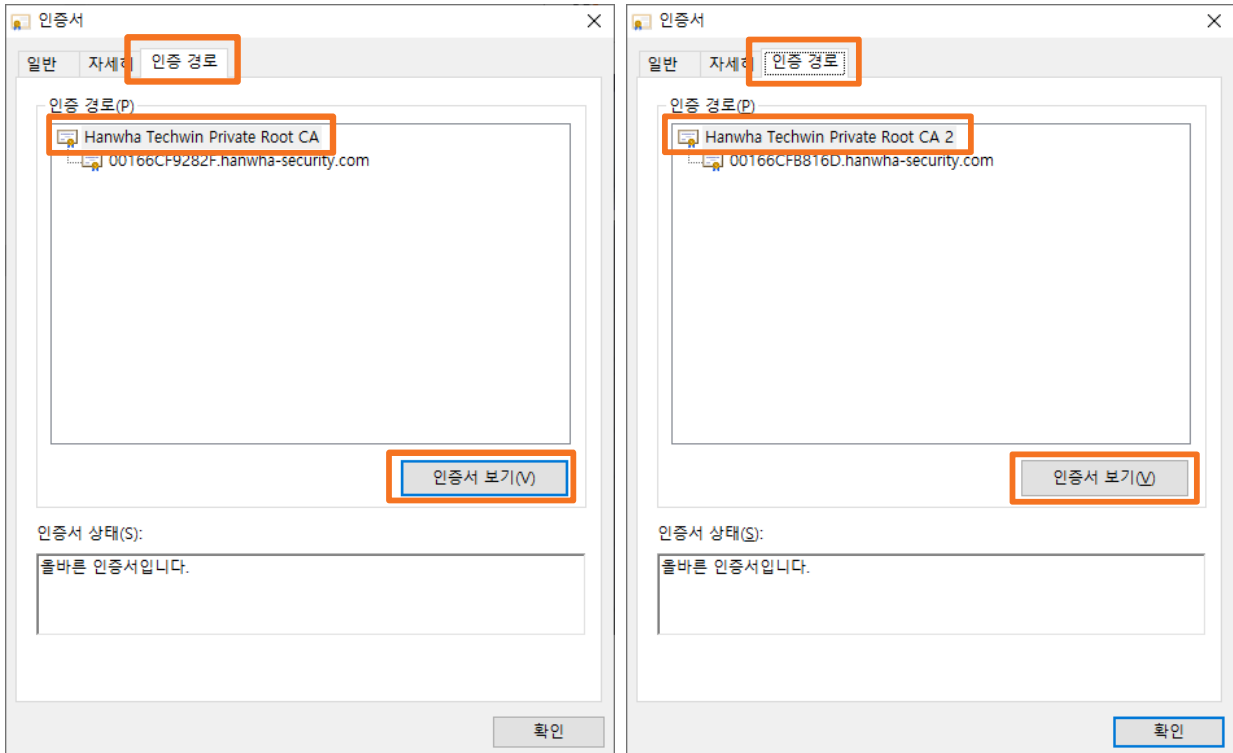 인증서
일반 자세히 인증 경로
인증 경로(P)
Hanwha Techwin Private Root CA
00166CF9282F.hanwha-security.com
인증서 보기(V)
인증서 상태(S):
올바른 인증서입니다.
확인
인증서
일반 자세히 인증 경로
인증 경로(P)
Hanwha Techwin Private Root CA 2
00166CFB816D.hanwha-security.com
인증서 보기(V)
인증서 상태(S):
올바른 인증서입니다.
확인